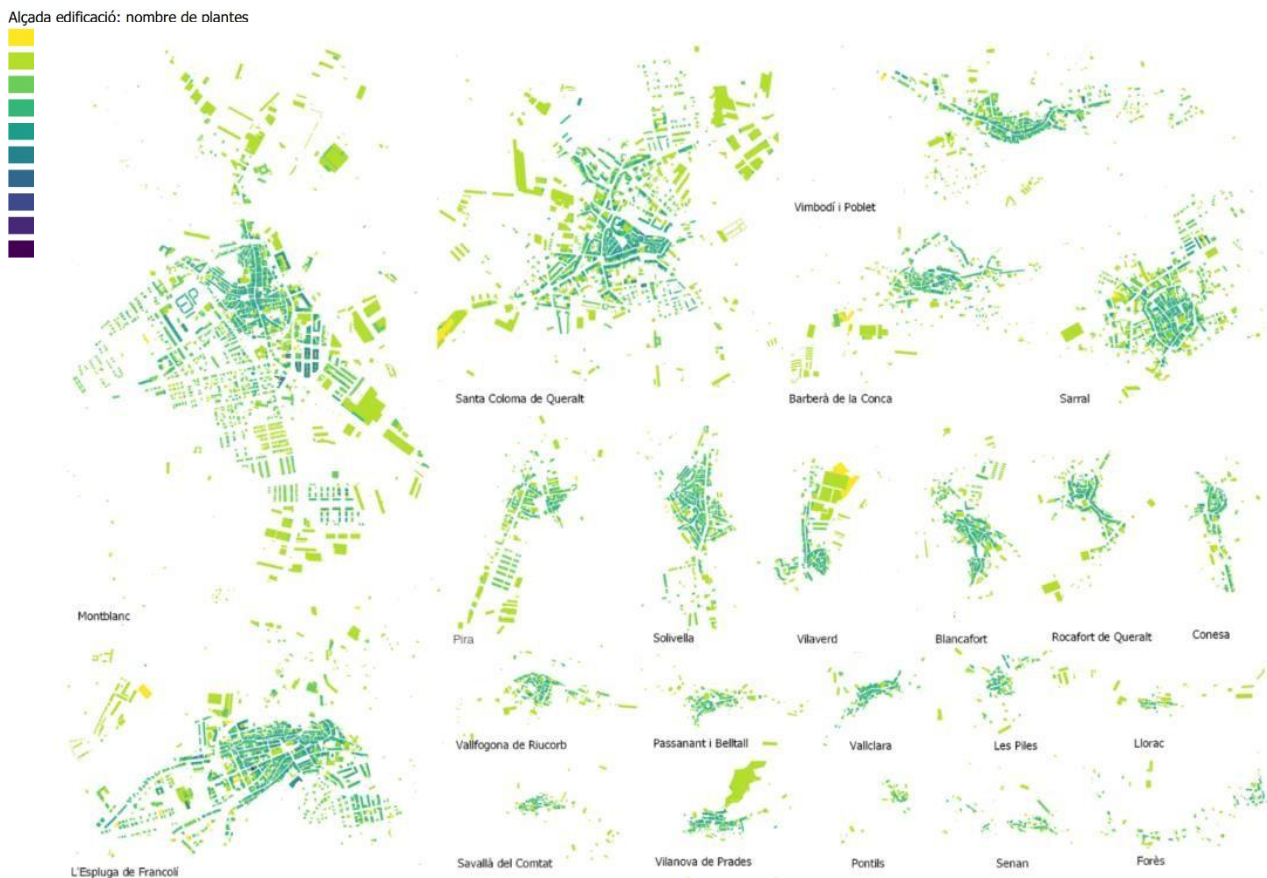 Alçada edificació: nombre de plantes
Vimbodí i Poblet
Santa Coloma de Queralt
Barberà de la Conca
Sarral
Montblanc
Pira
Solivella
Vilaverd
Blancafort
Rocafort de Queralt
Conesa
Vallfogona de Riucorb
Passanant i Belltall
Vallclara
Les Piles
Llorac
L'Espluga de Francolí
Savallà del Comtat
Vilanova de Prades
Pontils
Senan
Forès